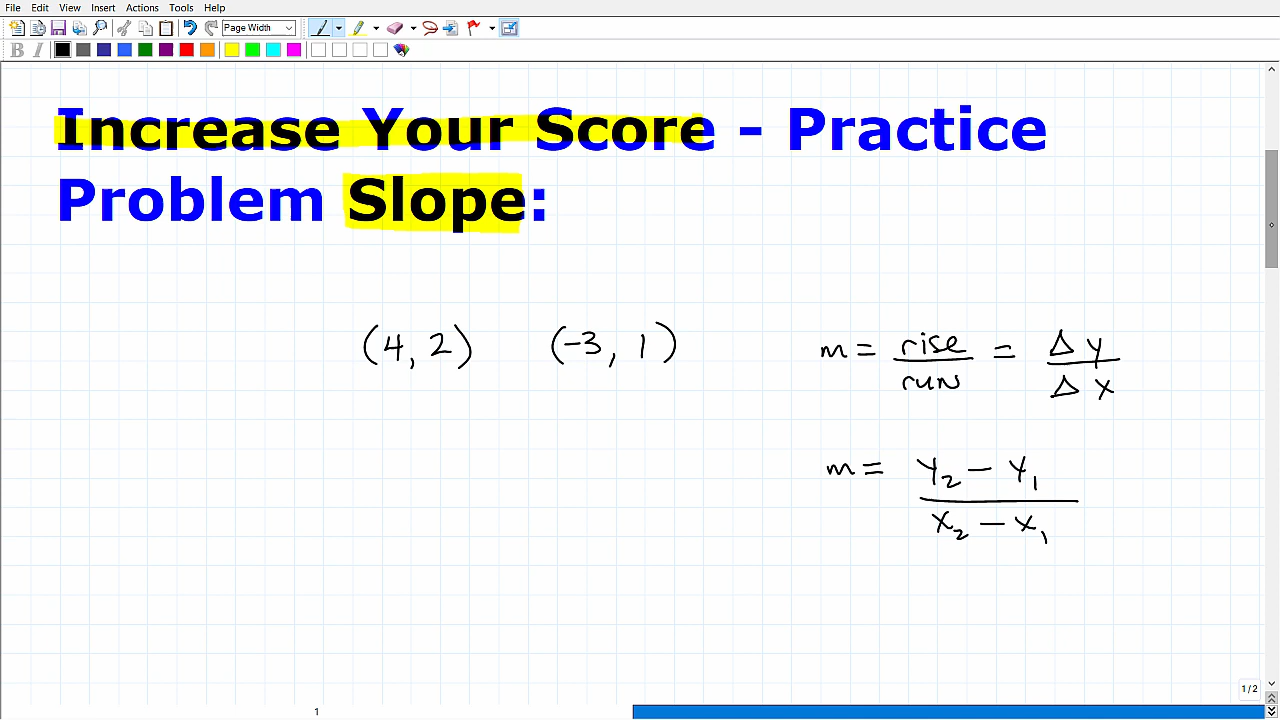 File Edit View Insert Actions Tools Help
Page Width
B I
Increase Your Score - Practice
Problem Slope:
(4, 2) (-3, 1)
m = rise/run = Δy/Δx
m = y₂ - y₁ / x₂ - x₁
1/2
1